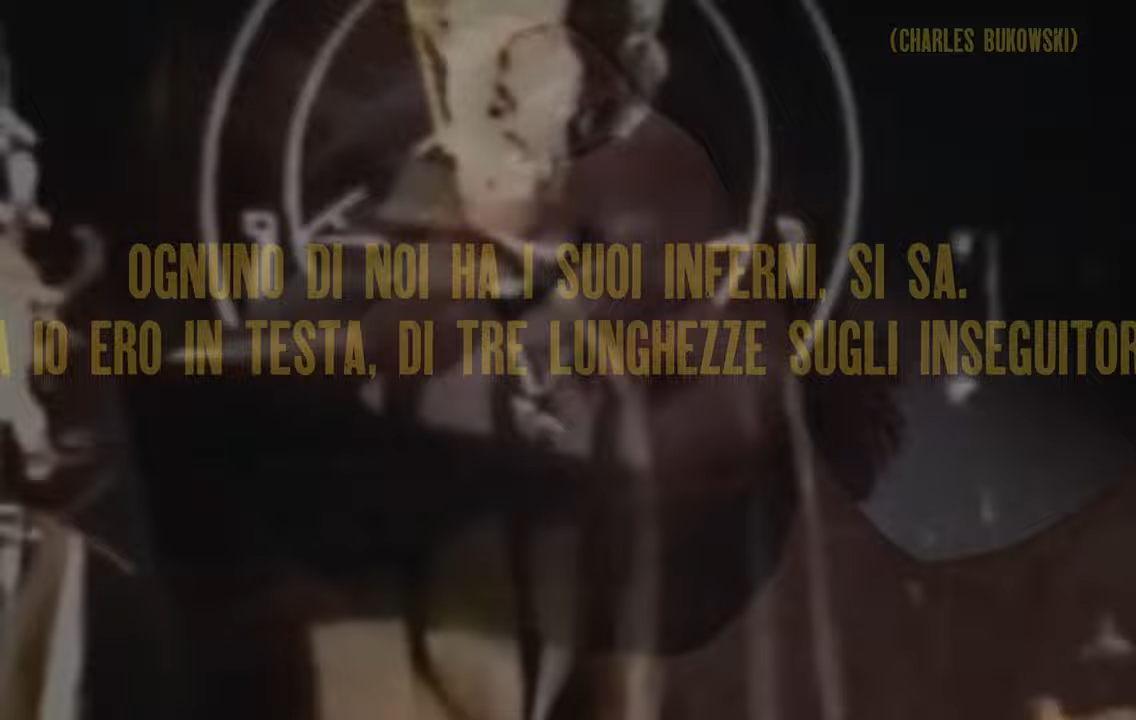 (CHARLES BUKOWSKI)
OGNUNO DI NOI HA I SUOI INFERNI, SI SA.
A IO ERO IN TESTA, DI TRE LUNGHEZZE SUGLI INSEGUITOR